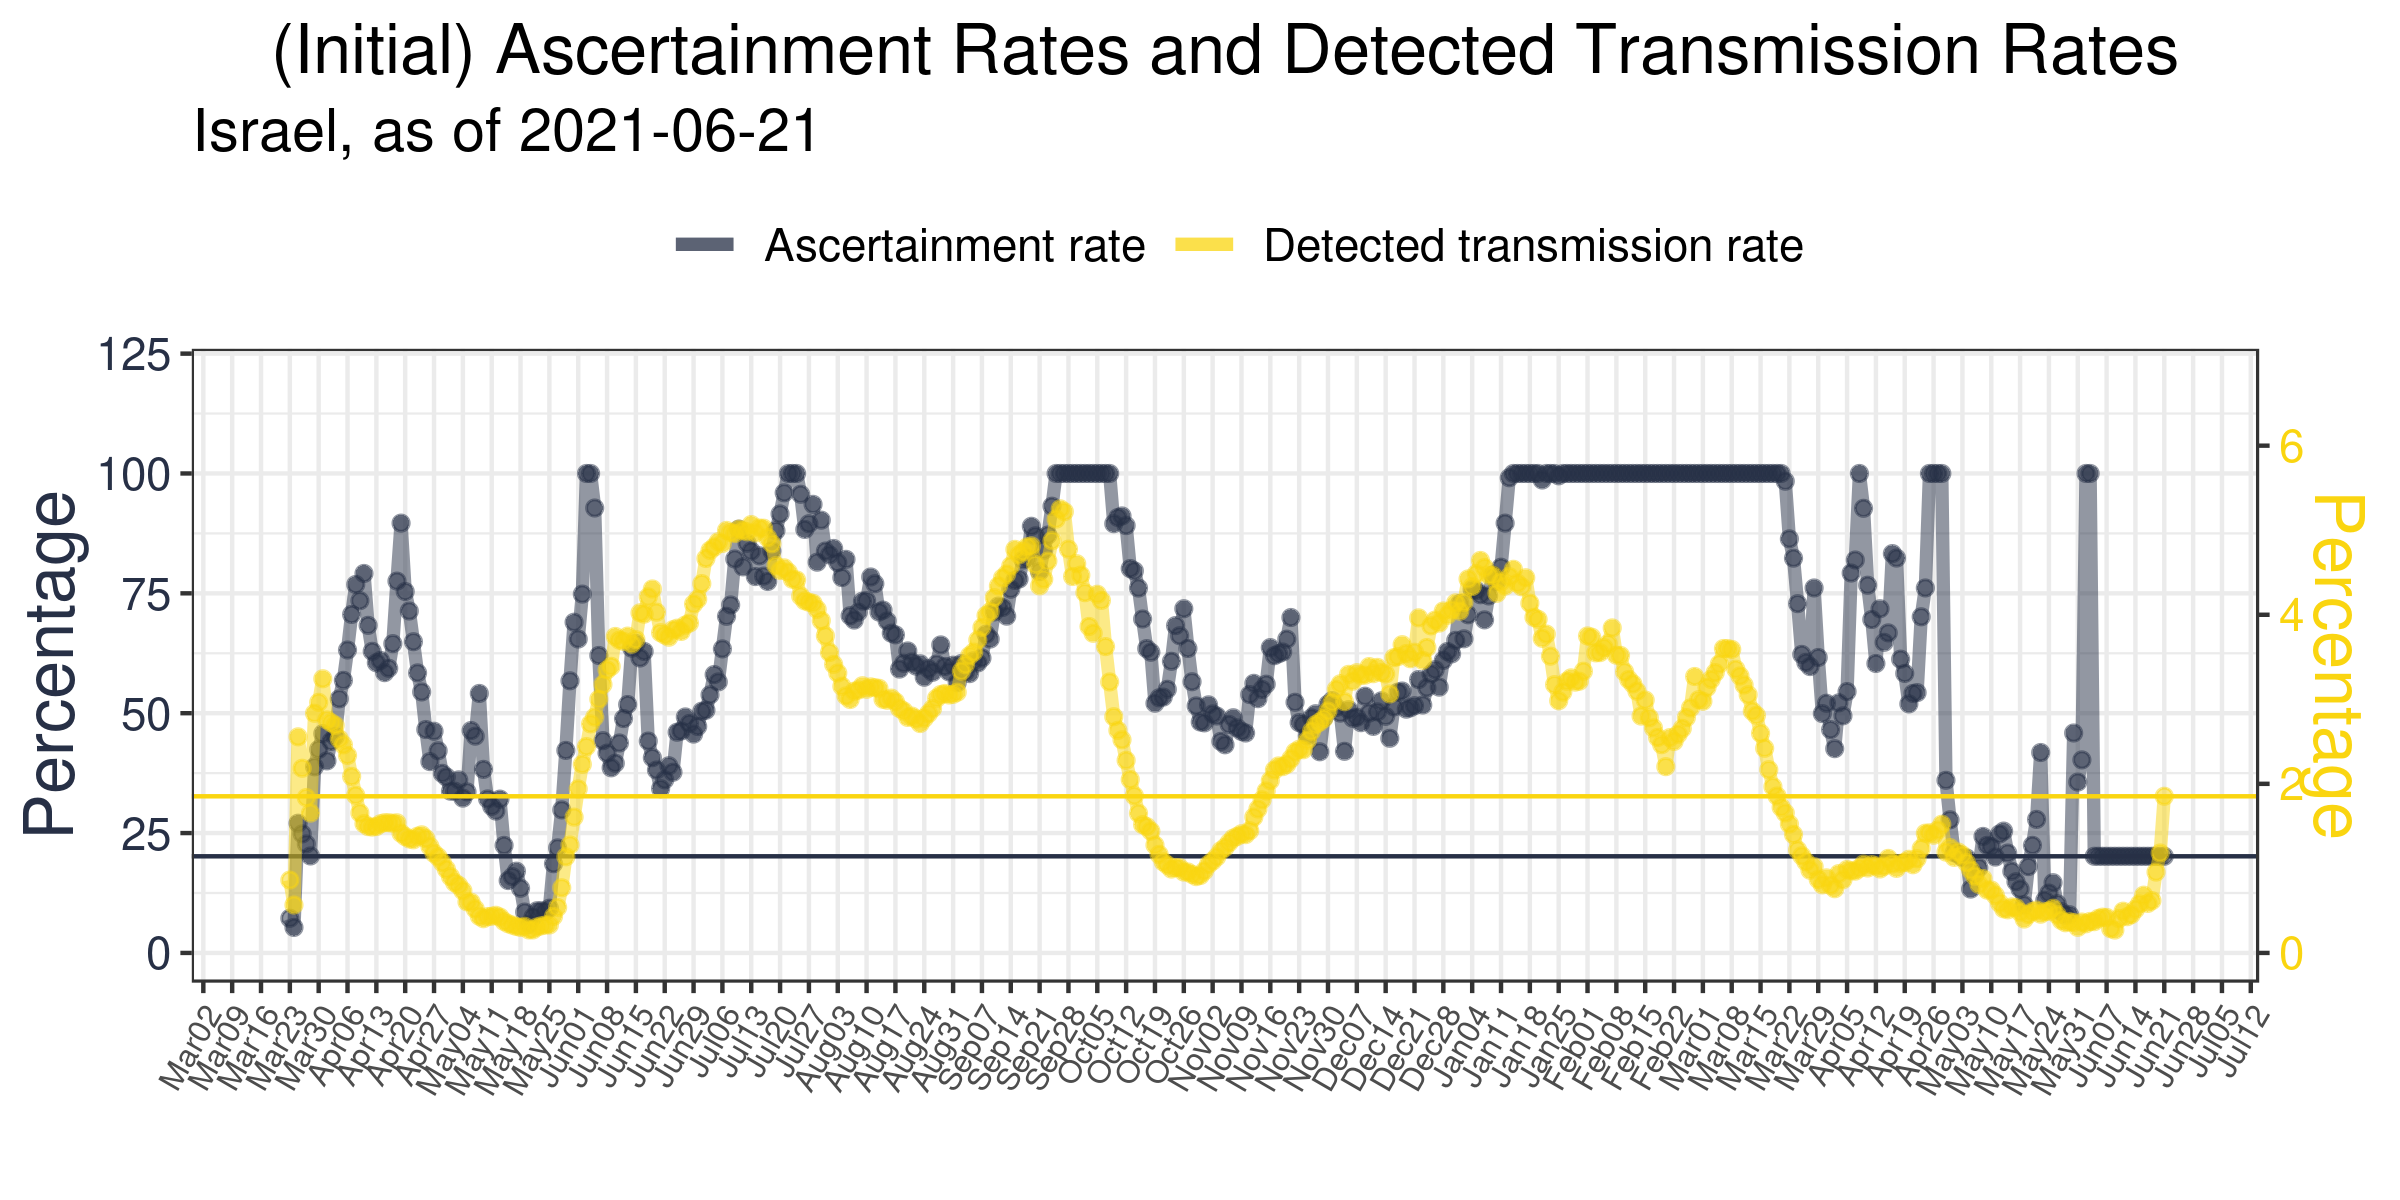 (Initial) Ascertainment Rates and Detected Transmission Rates
Israel, as of 2021-06-21
Ascertainment rate Detected transmission rate
Percentage
125
100
75
50
25
0
6
4
2
0
Percentage
Mar02 Mar09 Mar16 Mar23 Mar30 Apr06 Apr13 Apr20 Apr27 May04 May11 May18 May25 Jun01 Jun08 Jun15 Jun22 Jun29 Jul06 Jul13 Jul20 Jul27 Aug03 Aug10 Aug17 Aug24 Aug31 Sep07 Sep14 Sep21 Sep28 Oct05 Oct12 Oct19 Oct26 Nov02 Nov09 Nov16 Nov23 Nov30 Dec07 Dec14 Dec21 Dec28 Jan04 Jan11 Jan18 Jan25 Feb01 Feb08 Feb15 Feb22 Mar01 Mar08 Mar15 Mar22 Mar29 Apr05 Apr12 Apr19 Apr26 May03 May10 May17 May24 May31 Jun07 Jun14 Jun21 Jun28 Jul05 Jul12